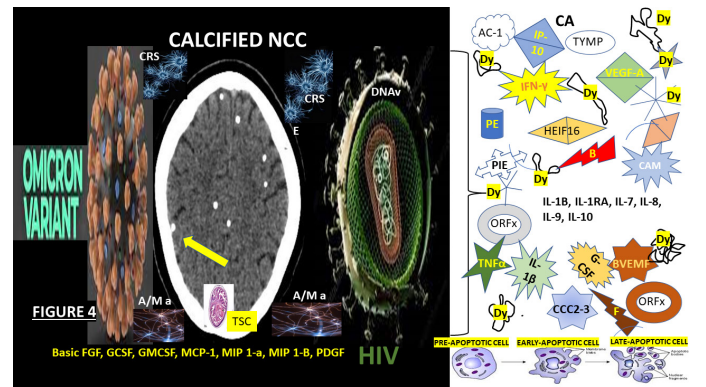 CALCIFIED NCC
4
CRS
CRS
E
DNAv
OMICRON
VARIANT
FIGURE 4
A/M a
A/M a
TSC
Basic FGF, GCSF, GMCSF, MCP-1, MIP 1-a, MIP 1-B, PDGF
HIV
CA
AC-1
IP-
10
TYMP
Dy
Dy
IFN-γ
VEGF-A
Dy
PE
HEIF16
B
PIE
Dy
CAM
Dy
ORFx
IL-1B, IL-1RA, IL-7, IL-8,
IL-9, IL-10
TNFα
IL-
1β
G-
CSF
Dy
BVEMF
Dy
CCC2-3
F
ORFx
PRE-APOPTOTIC CELL
EARLY-APOPTOTIC CELL
LATE-APOPTOTIC CELL